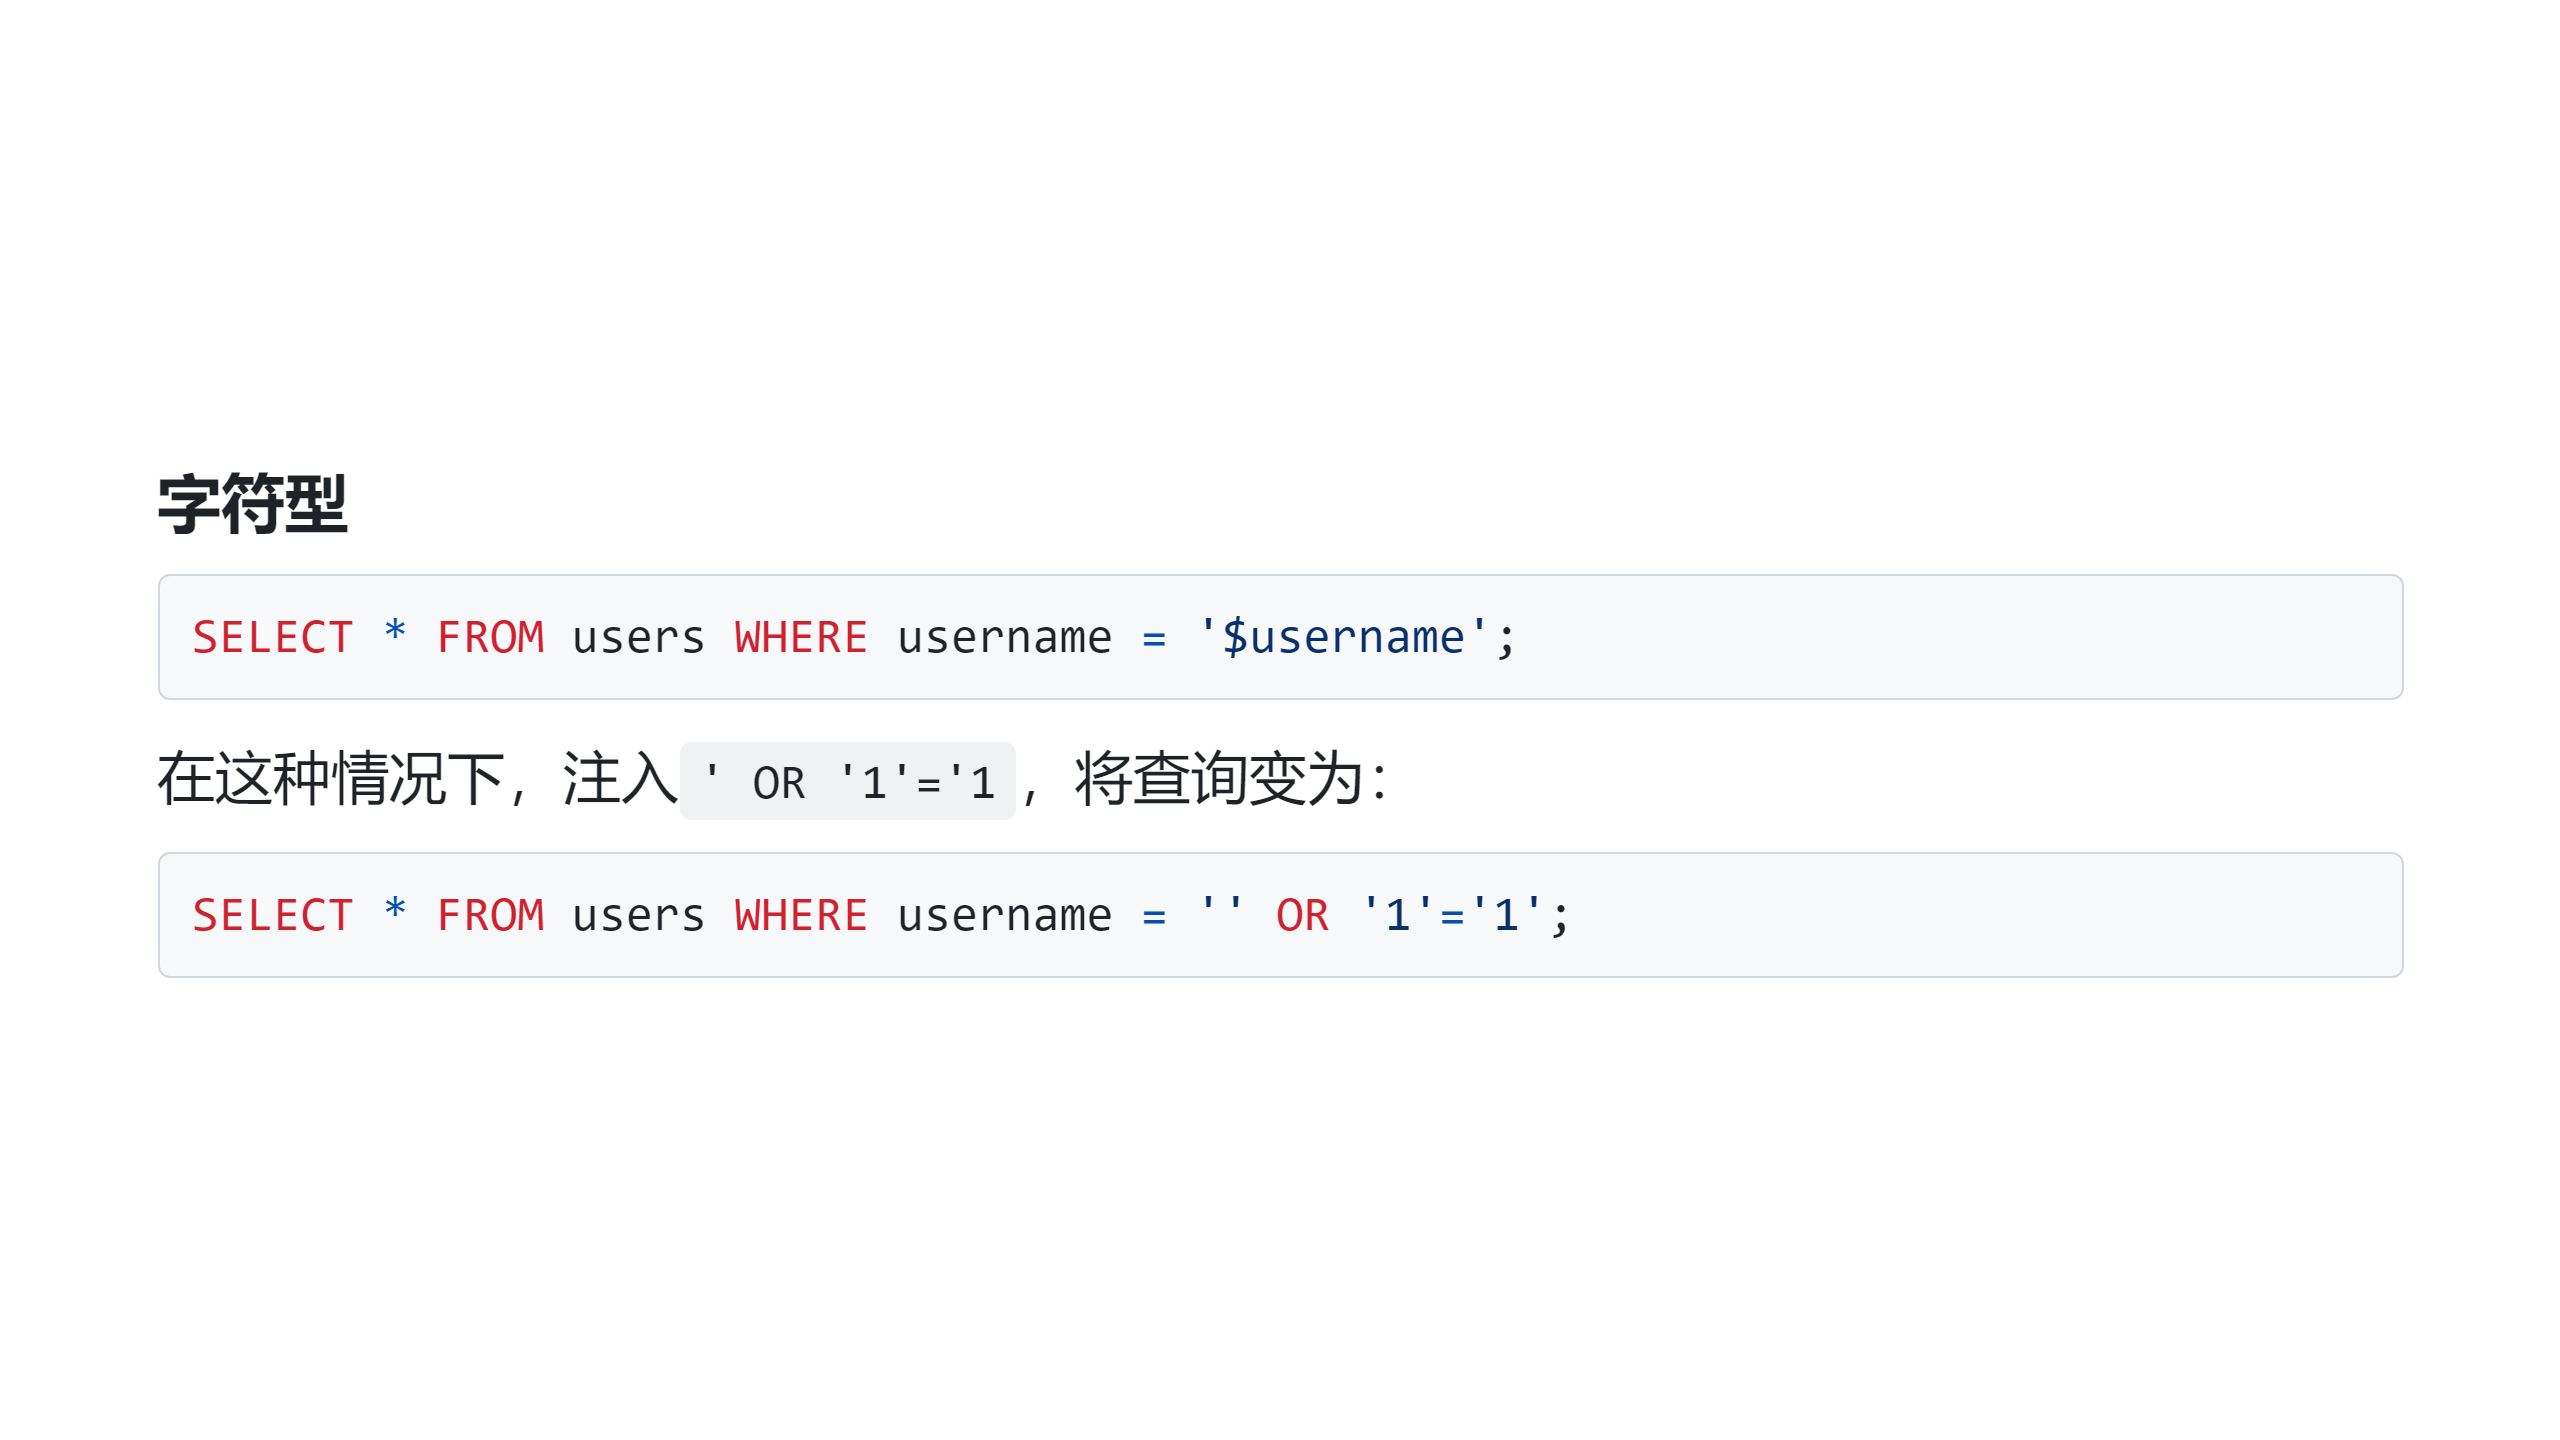 字符型
SELECT * FROM users WHERE username = '$username';
在这种情况下，注入 ' OR '1'='1 ，将查询变为：
SELECT * FROM users WHERE username = '' OR '1'='1';